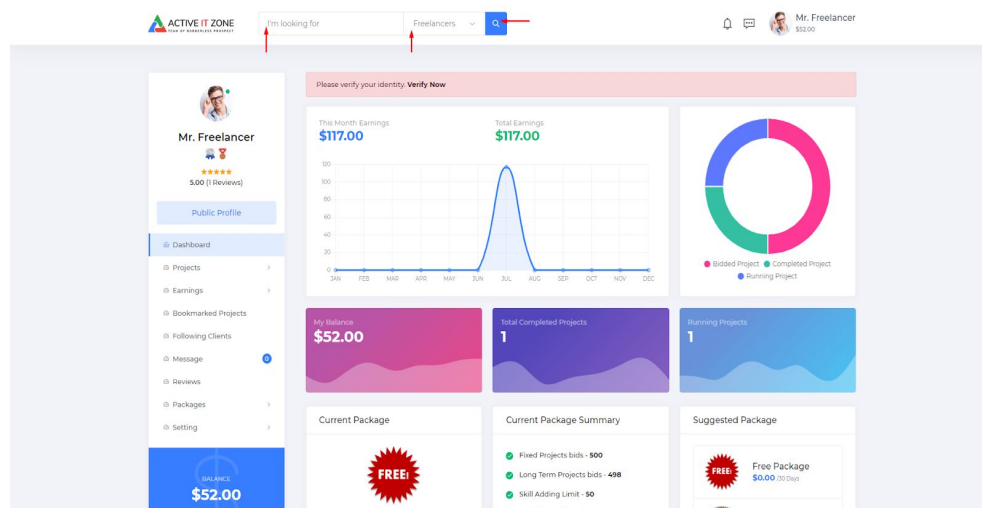 ACTIVE IT ZONE
TEAM OF BORDERLESS PROSPECT
I'm looking for
Freelancers
Mr. Freelancer
$52.00
Mr. Freelancer
5.00 (1 Reviews)
Public Profile
Dashboard
Projects
Earnings
Bookmarked Projects
Following Clients
Message
0
Reviews
Packages
Setting
BALANCE
$52.00
Please verify your identity. Verify Now
This Month Earnings
$117.00
Total Earnings
$117.00
120
100
80
60
40
20
0
JAN FEB MAR APR MAY JUN JUL AUG SEP OCT NOV DEC
Bidded Project Completed Project
Running Project
My Balance
$52.00
Total Completed Projects
1
Running Projects
1
Current Package
FREE!
Current Package Summary
Fixed Projects bids - 500
Long Term Projects bids - 498
Skill Adding Limit - 50
Suggested Package
FREE!
Free Package
$0.00 /30 Days